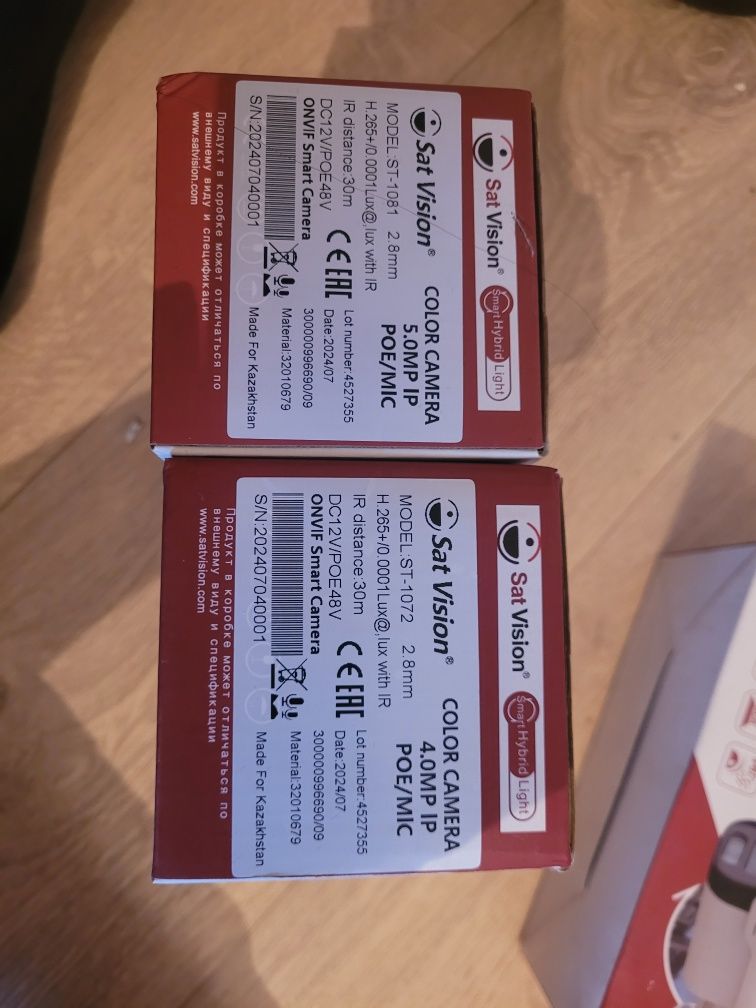 Sat Vision®
Smart Hybrid Light
Sat Vision®
COLOR CAMERA
MODEL:ST-1081 2.8mm
5.0MP IP
H.265+/0.0001Lux@,lux with IR
POE/MIC
IR distance:30m
Lot number:4527355
DC12V/POE48V
CE EAC
Date:2024/07
ONVIF Smart Camera
300000996690/09
Material:32010679
S/N:202407040001
Made For Kazakhstan
Продукт в коробке может отличаться по
внешнему виду и спецификации
www.satvision.com
Sat Vision®
Smart Hybrid Light
Sat Vision®
COLOR CAMERA
MODEL:ST-1072 2.8mm
4.0MP IP
H.265+/0.0001Lux@,lux with IR
POE/MIC
IR distance:30m
Lot number:4527355
DC12V/POE48V
CE EAC
Date:2024/07
ONVIF Smart Camera
300000996690/09
Material:32010679
S/N:202407040001
Made For Kazakhstan
Продукт в коробке может отличаться по
внешнему виду и спецификации
www.satvision.com